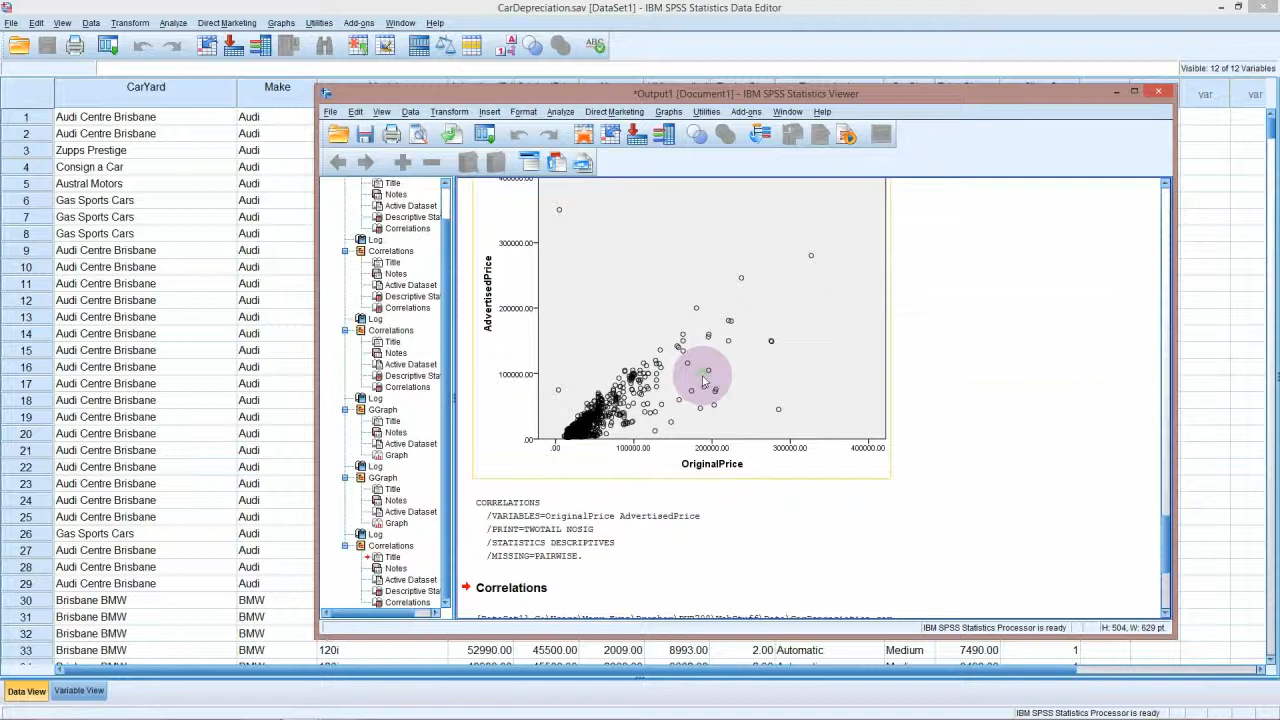 CarDepreciation.sav [DataSet1] - IBM SPSS Statistics Data Editor
File Edit View Data Transform Analyze Direct Marketing Graphs Utilities Add-ons Window Help
Visible: 12 of 12 Variables
CarYard Make var var
*Output1 [Document1] - IBM SPSS Statistics Viewer
File Edit View Data Transform Insert Format Analyze Direct Marketing Graphs Utilities Add-ons Window Help
1 Audi Centre Brisbane Audi
2 Audi Centre Brisbane Audi
3 Zupps Prestige Audi
4 Consign a Car Audi
5 Austral Motors Audi
6 Gas Sports Cars Audi
7 Gas Sports Cars Audi
8 Gas Sports Cars Audi
9 Audi Centre Brisbane Audi
10 Audi Centre Brisbane Audi
11 Audi Centre Brisbane Audi
12 Audi Centre Brisbane Audi
13 Audi Centre Brisbane Audi
14 Audi Centre Brisbane Audi
15 Audi Centre Brisbane Audi
16 Audi Centre Brisbane Audi
17 Audi Centre Brisbane Audi
18 Audi Centre Brisbane Audi
19 Audi Centre Brisbane Audi
20 Audi Centre Brisbane Audi
21 Audi Centre Brisbane Audi
22 Audi Centre Brisbane Audi
23 Audi Centre Brisbane Audi
24 Audi Centre Brisbane Audi
25 Audi Centre Brisbane Audi
26 Gas Sports Cars Audi
27 Audi Centre Brisbane Audi
28 Audi Centre Brisbane Audi
29 Audi Centre Brisbane Audi
30 Brisbane BMW BMW
31 Brisbane BMW BMW
32 Brisbane BMW BMW
33 Brisbane BMW BMW 120i 52990.00 45500.00 2009.00 8993.00 2.00 Automatic Medium 7490.00 1
Title
Notes
Active Dataset
Descriptive Sta
Correlations
Log
Correlations
Title
Notes
Active Dataset
Descriptive Sta
Correlations
Log
Correlations
Title
Notes
Active Dataset
Descriptive Sta
Correlations
Log
GGraph
Title
Notes
Active Dataset
Graph
Log
GGraph
Title
Notes
Active Dataset
Graph
Log
Correlations
Title
Notes
Active Dataset
Descriptive Sta
Correlations
AdvertisedPrice
300000.00
200000.00
100000.00
.00
.00 100000.00 200000.00 300000.00 400000.00
OriginalPrice
CORRELATIONS
/VARIABLES=OriginalPrice AdvertisedPrice
/PRINT=TWOTAIL NOSIG
/STATISTICS DESCRIPTIVES
/MISSING=PAIRWISE.
Correlations
IBM SPSS Statistics Processor is ready H: 504, W: 629 pt.
Data View Variable View
IBM SPSS Statistics Processor is ready